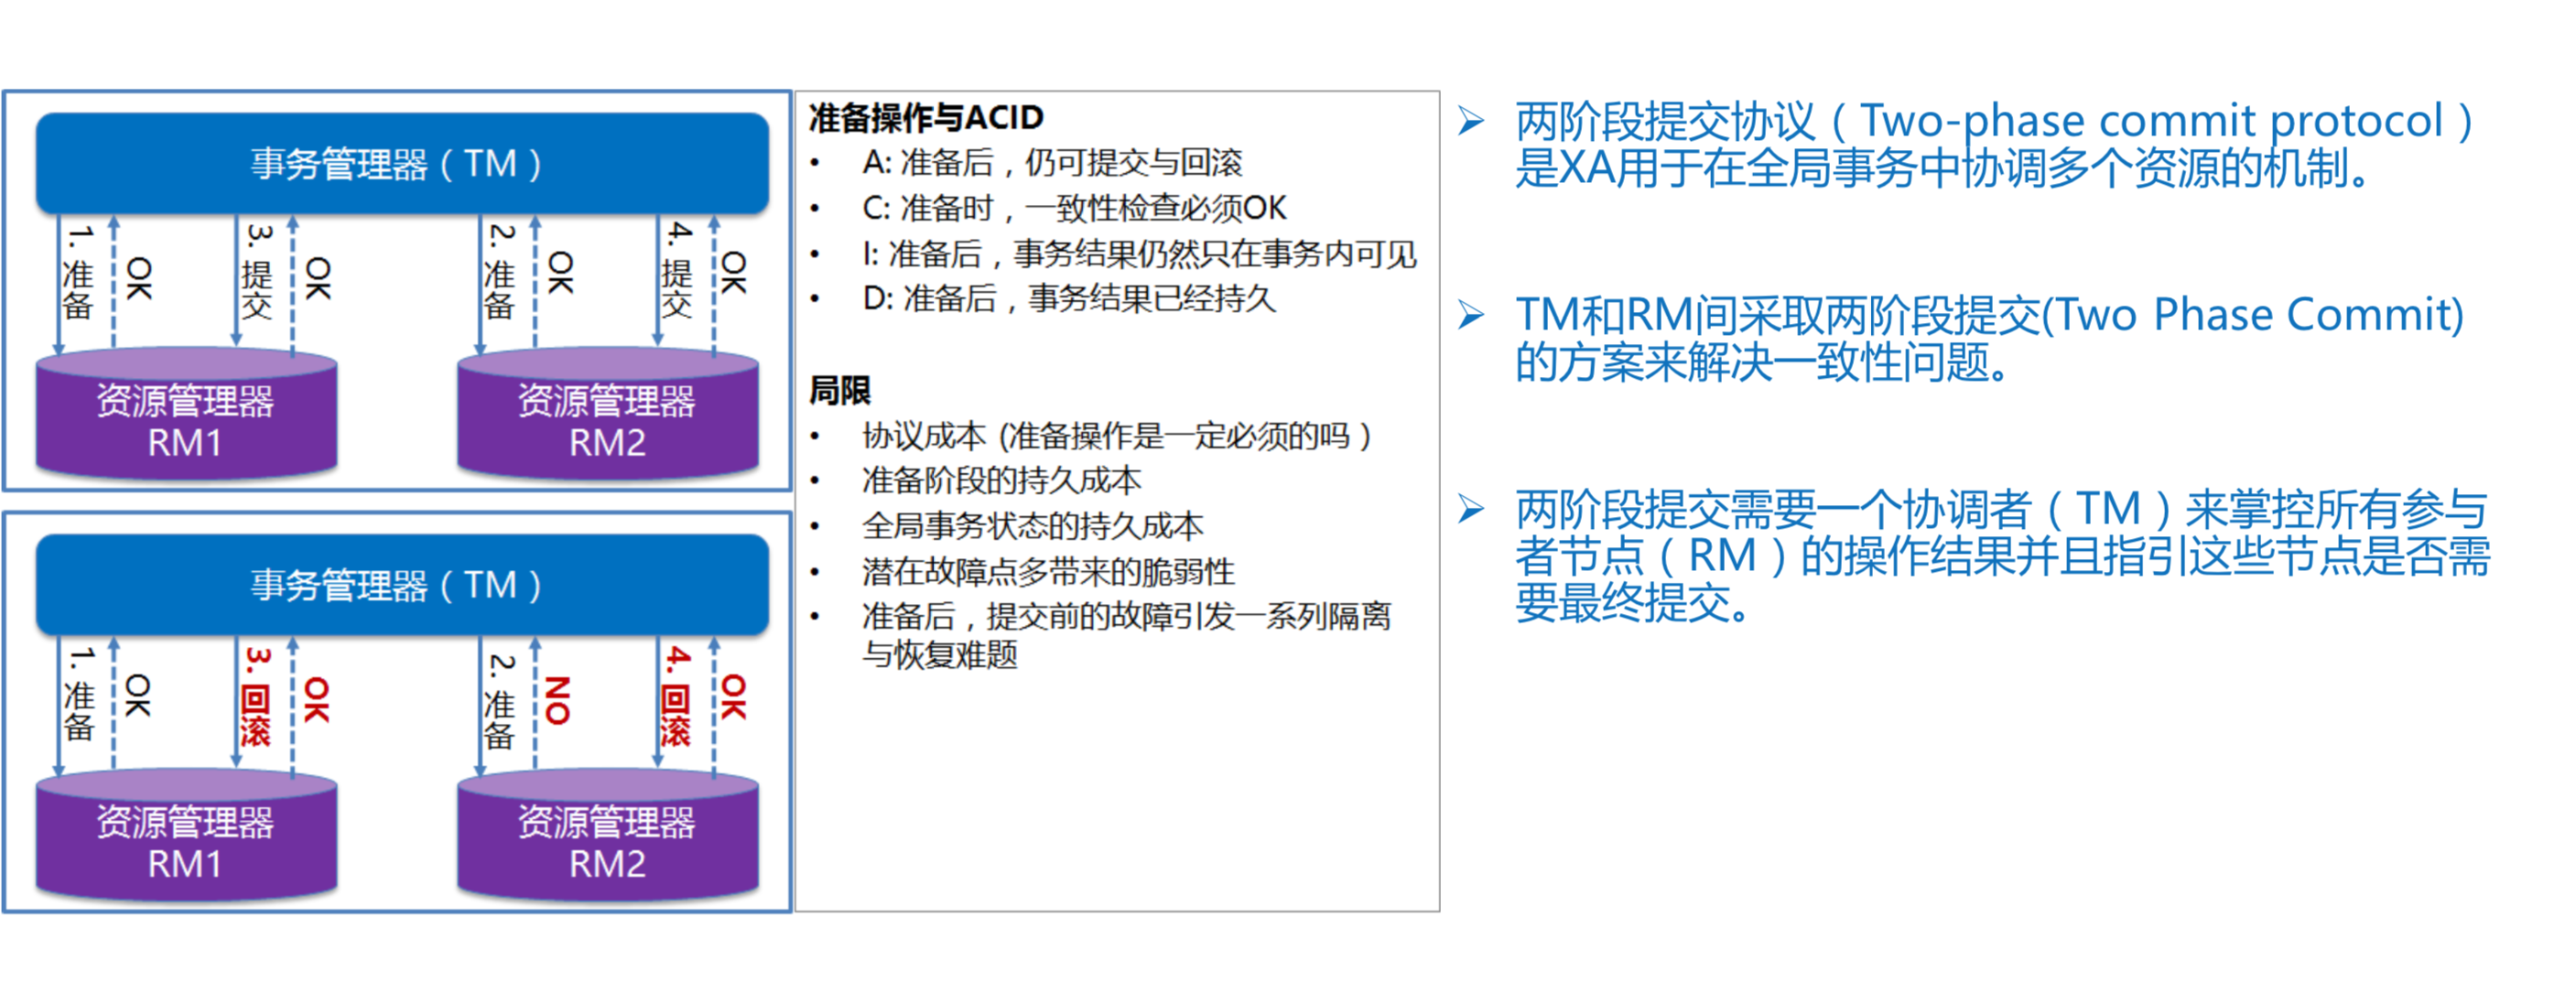 事务管理器（TM）
1. 准备
OK
3. 提交
OK
2. 准备
OK
4. 提交
OK
资源管理器
RM1
资源管理器
RM2
事务管理器（TM）
1. 准备
OK
3. 回滚
OK
2. 准备
NO
4. 回滚
OK
资源管理器
RM1
资源管理器
RM2
准备操作与ACID
• A: 准备后，仍可提交与回滚
• C: 准备时，一致性检查必须OK
• I: 准备后，事务结果仍然只在事务内可见
• D: 准备后，事务结果已经持久
局限
• 协议成本 (准备操作是一定必须的吗）
• 准备阶段的持久成本
• 全局事务状态的持久成本
• 潜在故障点多带来的脆弱性
• 准备后，提交前的故障引发一系列隔离
与恢复难题
➢ 两阶段提交协议（Two-phase commit protocol）
是XA用于在全局事务中协调多个资源的机制。
➢ TM和RM间采取两阶段提交(Two Phase Commit)
的方案来解决一致性问题。
➢ 两阶段提交需要一个协调者（TM）来掌控所有参与
者节点（RM）的操作结果并且指引这些节点是否需
要最终提交。